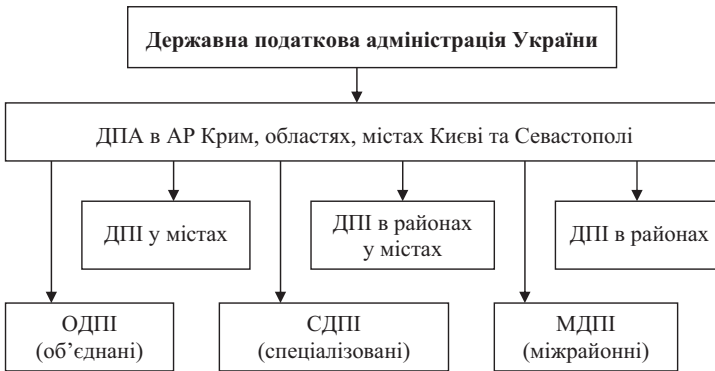 Державна податкова адміністрація України
ДПА в АР Крим, областях, містах Києві та Севастополі
ДПІ у містах
ДПІ в районах
у містах
ДПІ в районах
ОДПІ
(об’єднані)
СДПІ
(спеціалізовані)
МДПІ
(міжрайонні)